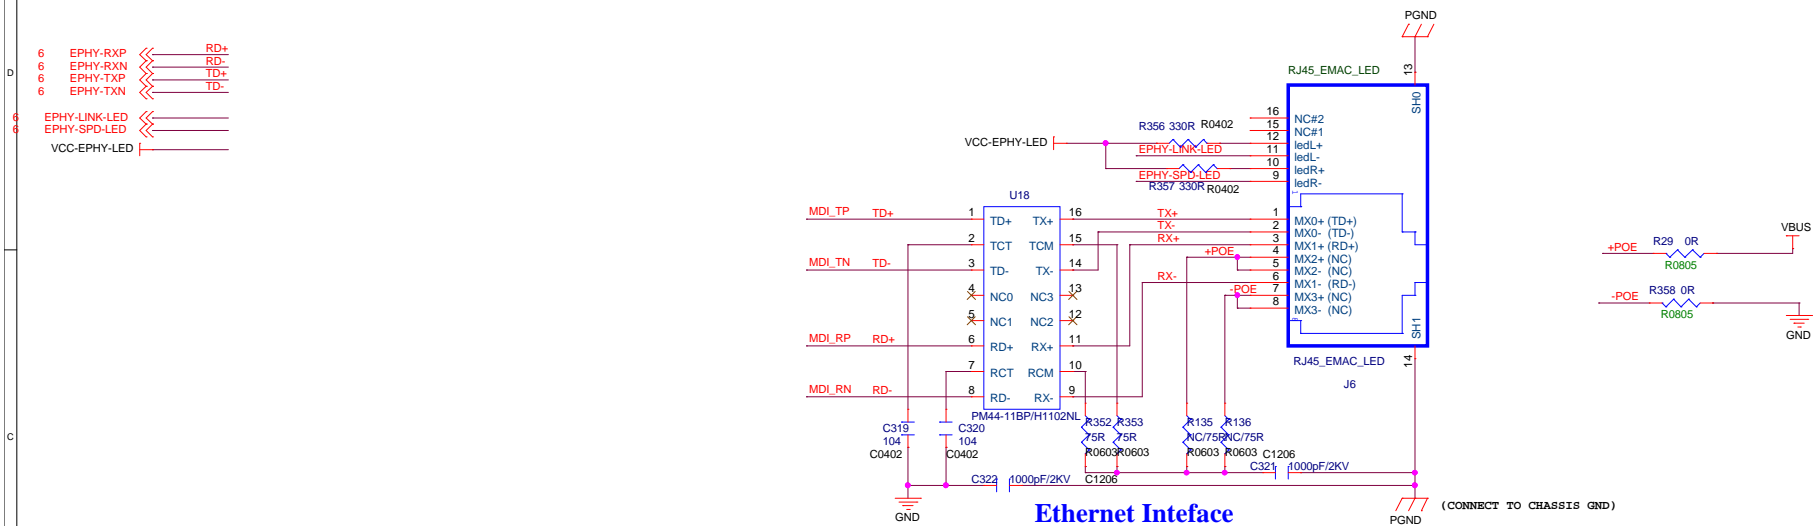 PGND
6 EPHY-RXP RD+
6 EPHY-RXN RD-
6 EPHY-TXP TD+
6 EPHY-TXN TD-
6 EPHY-LINK-LED
6 EPHY-SPD-LED
VCC-EPHY-LED
D
C
RJ45_EMAC_LED
13
SH0
16 NC#2
15 NC#1
R356 330R R0402
12 ledL+
VCC-EPHY-LED
EPHY-LINK-LED 11 ledL-
10 ledR+
EPHY-SPD-LED 9 ledR-
R357 330R R0402
U18
MDI_TP TD+ 1 TD+ TX+ 16 TX+ 1 MX0+ (TD+)
TX- 2 MX0- (TD-)
2 TCT TCM 15 RX+ 3 MX1+ (RD+)
+POE 4 MX2+ (NC)
MDI_TN TD- 3 TD- TX- 14 5 MX2- (NC)
RX- 6 MX1- (RD-)
4 NC0 NC3 13 -POE 7 MX3+ (NC)
8 MX3- (NC)
5 NC1 NC2 12
SH1
MDI_RP RD+ 6 RD+ RX+ 11
7 RCT RCM 10
MDI_RN RD- 8 RD- RX- 9
14
RJ45_EMAC_LED
J6
PM44-11BP/H1102NL
C319
104
C0402
C320
104
C0402
R352
75R
R0603
R353
75R
R0603
R135
NC/75R
R0603
R136
NC/75R
R0603
C1206
C321 1000pF/2KV
C322 1000pF/2KV C1206
GND
Ethernet Inteface
PGND
(CONNECT TO CHASSIS GND)
VBUS
+POE R29 0R
R0805
-POE R358 0R
R0805
GND